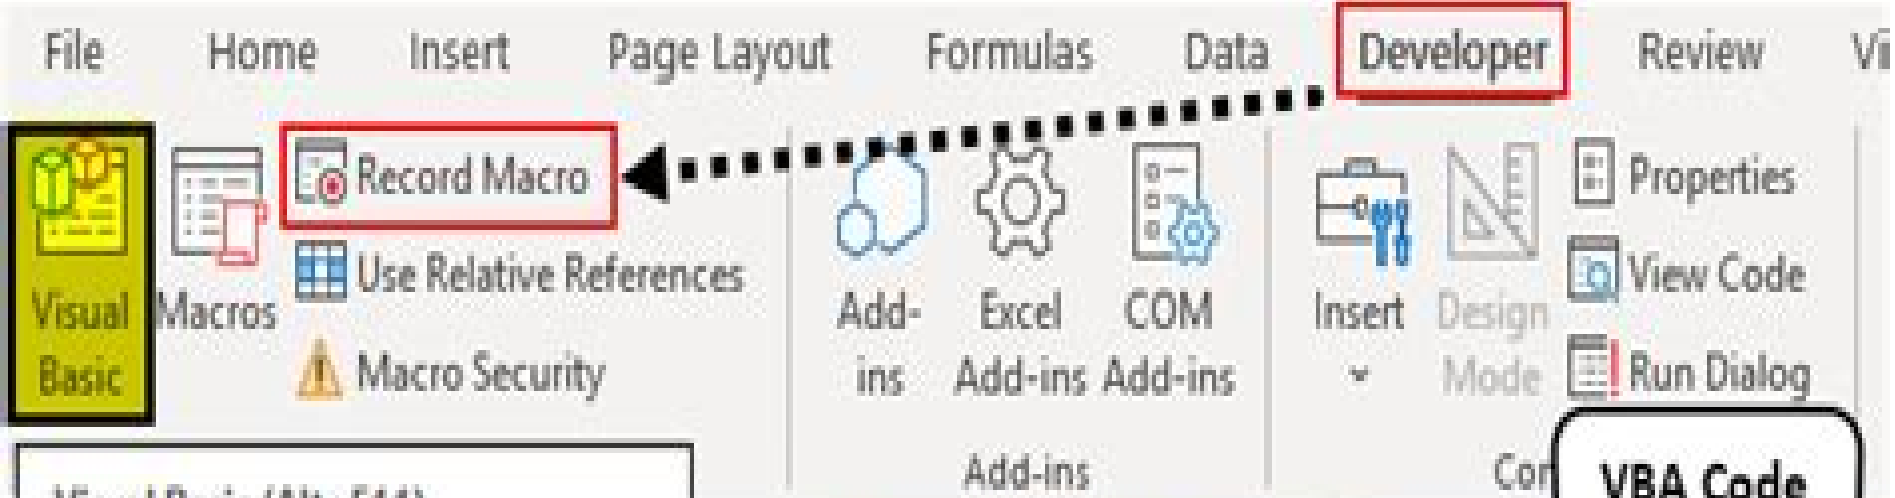 File Home Insert Page Layout Formulas Data Developer Review
Visual Basic
Macros
Record Macro
Use Relative References
Macro Security
Add-ins
Excel Add-ins
COM Add-ins
Add-ins
Insert
Design Mode
Properties
View Code
Run Dialog
VBA Code